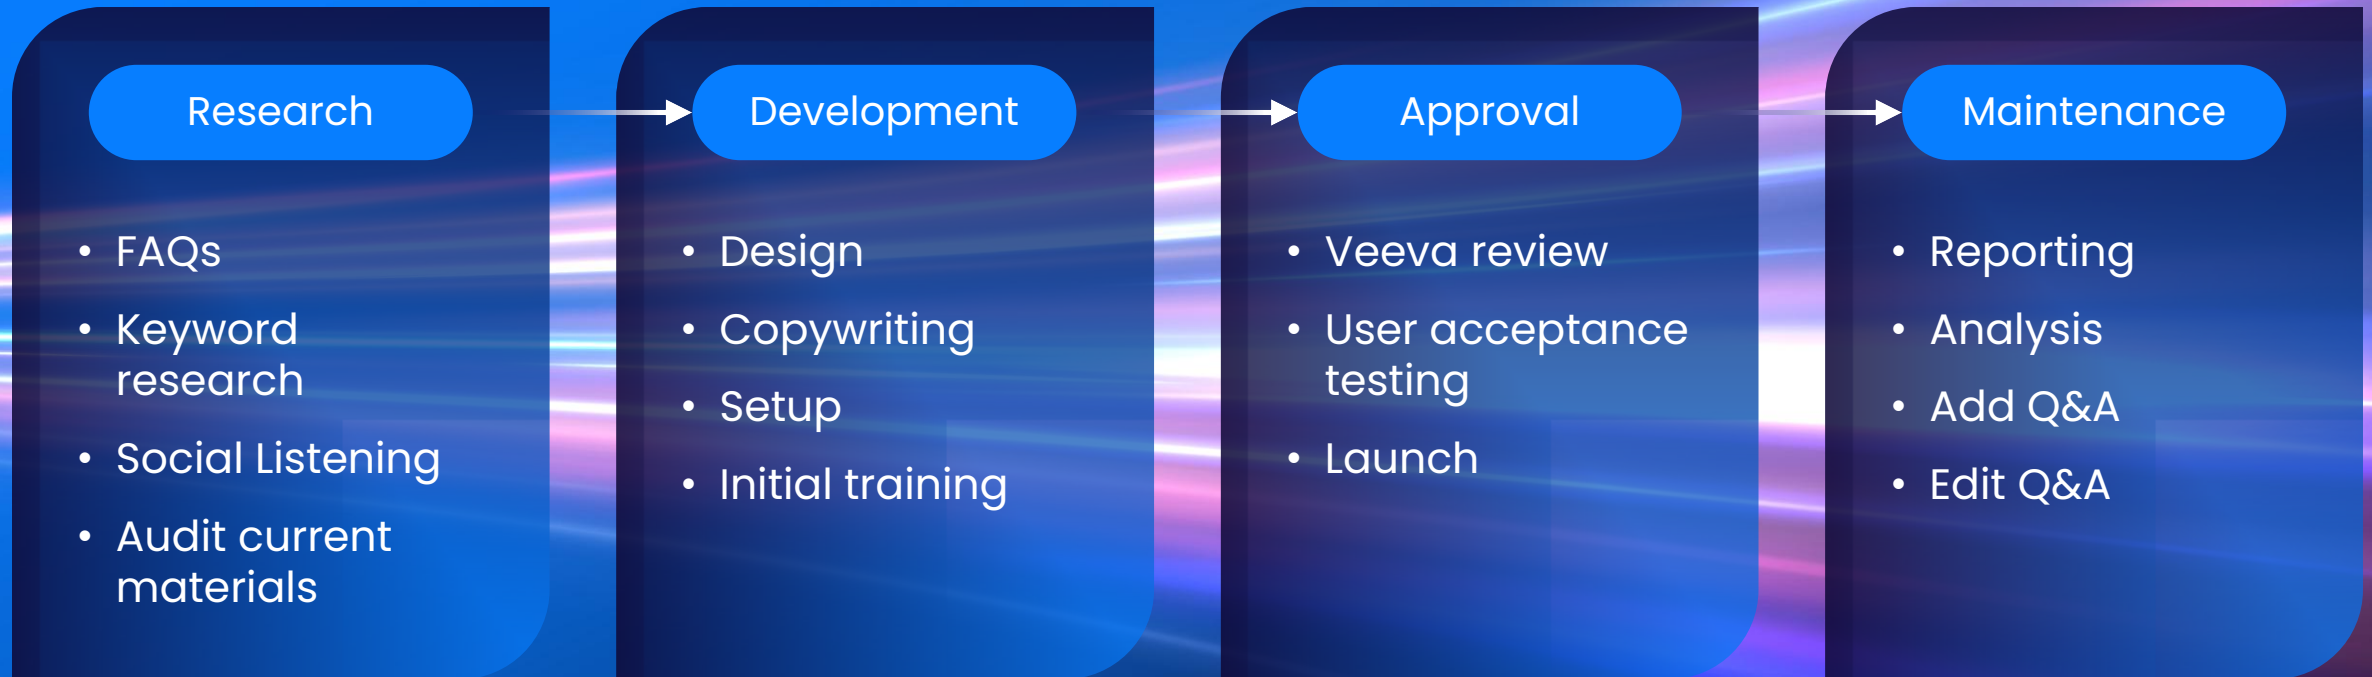 Research
• FAQs
• Keyword
research
• Social Listening
• Audit current
materials
Development
• Design
• Copywriting
• Setup
• Initial training
Approval
• Veeva review
• User acceptance
testing
• Launch
Maintenance
• Reporting
• Analysis
• Add Q&A
• Edit Q&A